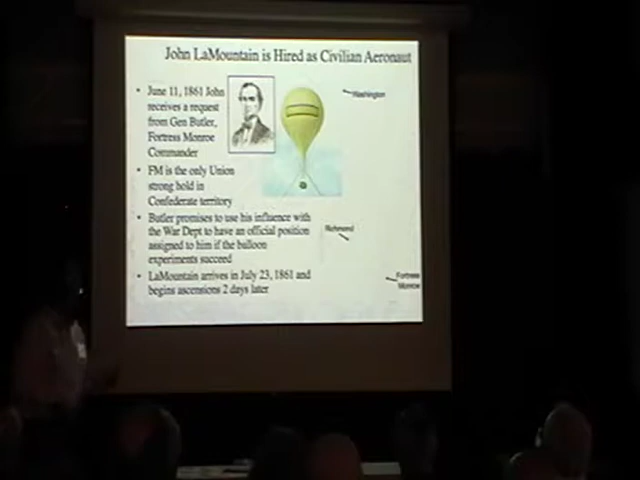 John LaMountain is Hired as Civilian Aeronaut
• June 11, 1861 John
receives a request
from Gen Butler,
Fortress Monroe
Commander
• FM is the only Union
strong hold in
Confederate territory
• Butler promises to use his influence with
the War Dept to have an official position
assigned to him if the balloon
experiments succeed
• LaMountain arrives in July 23, 1861 and
begins ascensions 2 days later
Washington
Richmond
Fortress
Monroe